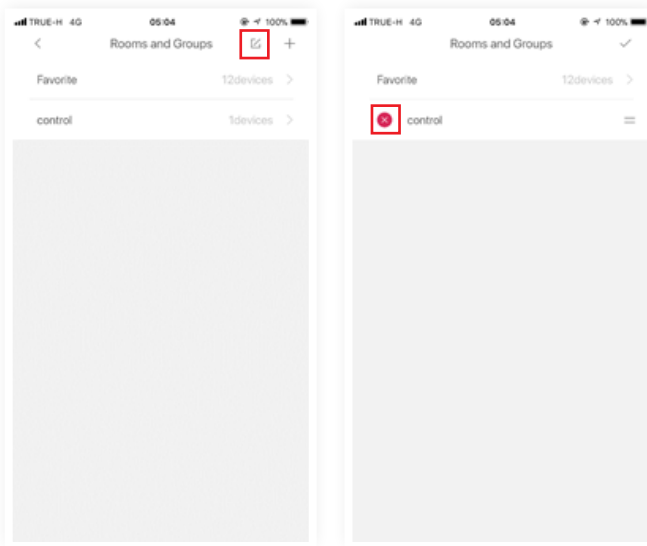 TRUE-H 4G 05:04 100%
Rooms and Groups
Favorite 12devices
control 1devices
TRUE-H 4G 05:04 100%
Rooms and Groups
Favorite 12devices
control